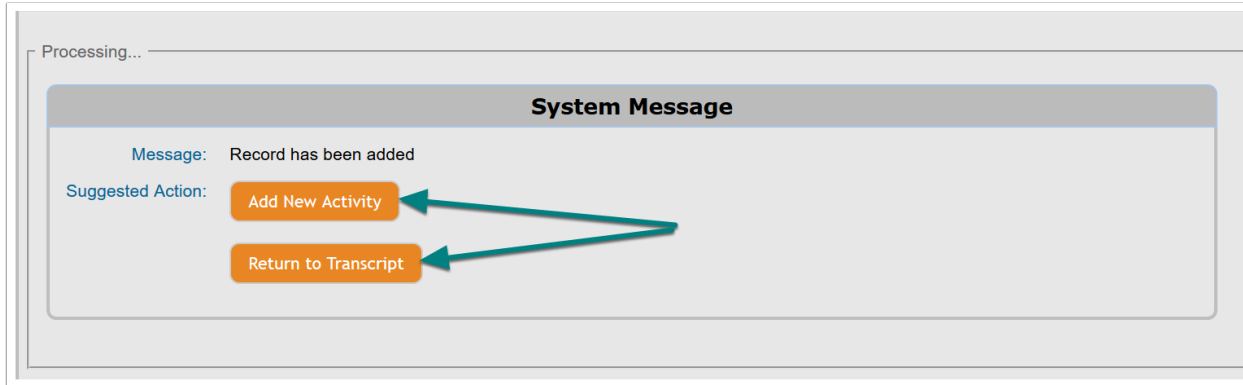 Processing...
System Message
Message: Record has been added
Suggested Action: Add New Activity
Return to Transcript